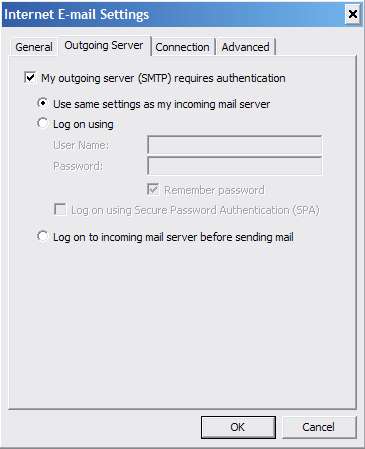 Internet E-mail Settings
General Outgoing Server Connection Advanced
My outgoing server (SMTP) requires authentication
Use same settings as my incoming mail server
Log on using
User Name:
Password:
Remember password
Log on using Secure Password Authentication (SPA)
Log on to incoming mail server before sending mail
OK Cancel